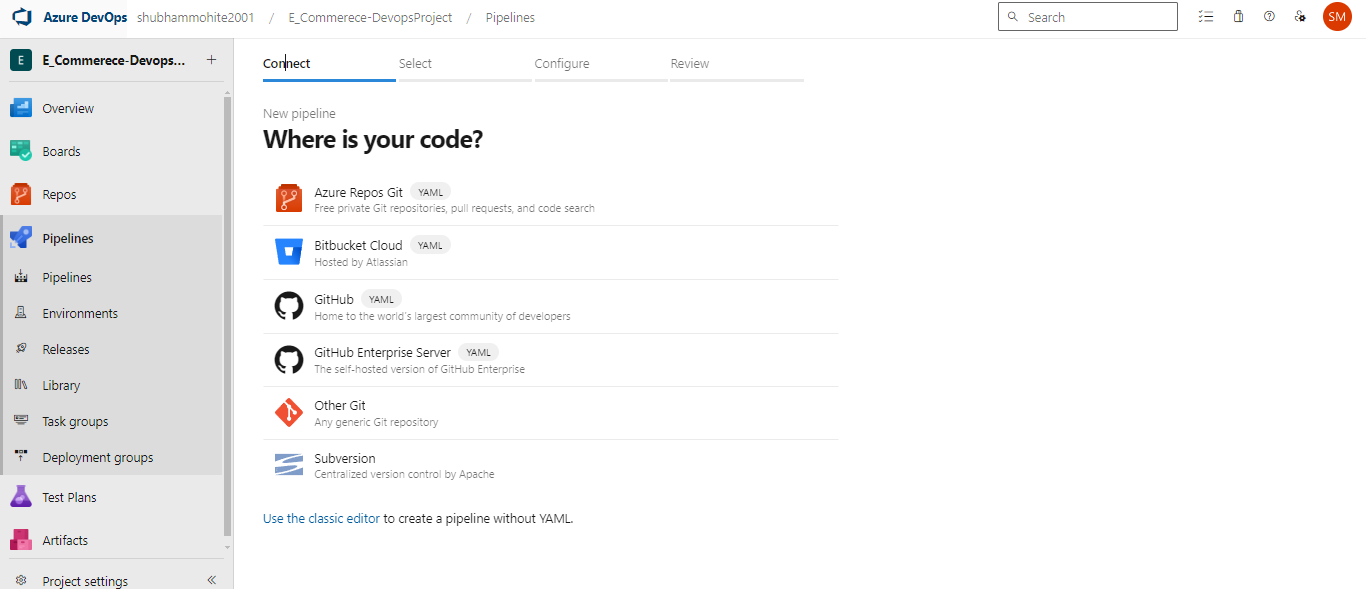 Azure DevOps shubhammohite2001 / E_Commerece-DevopsProject / Pipelines
Search
SM
E E_Commerece-Devops... +
Overview
Boards
Repos
Pipelines
Pipelines
Environments
Releases
Library
Task groups
Deployment groups
Test Plans
Artifacts
Project settings
Connect Select Configure Review
New pipeline
Where is your code?
Azure Repos Git YAML
Free private Git repositories, pull requests, and code search
Bitbucket Cloud YAML
Hosted by Atlassian
GitHub YAML
Home to the world's largest community of developers
GitHub Enterprise Server YAML
The self-hosted version of GitHub Enterprise
Other Git
Any generic Git repository
Subversion
Centralized version control by Apache
Use the classic editor to create a pipeline without YAML.